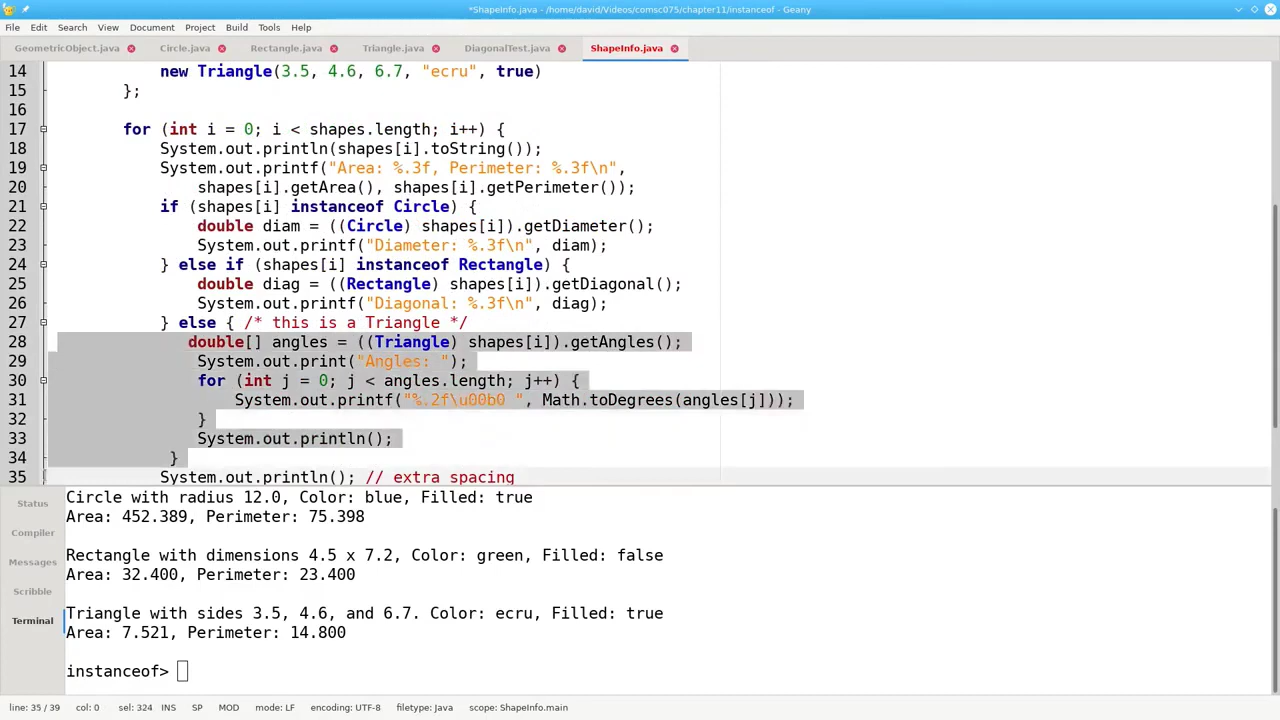 *ShapeInfo.java - /home/david/Videos/comsc075/chapter11/instanceof - Geany
File Edit Search View Document Project Build Tools Help
GeometricObject.java Circle.java Rectangle.java Triangle.java DiagonalTest.java ShapeInfo.java
14 new Triangle(3.5, 4.6, 6.7, "ecru", true)
15 };
16
17 for (int i = 0; i < shapes.length; i++) {
18 System.out.println(shapes[i].toString());
19 System.out.printf("Area: %.3f, Perimeter: %.3f\n",
20 shapes[i].getArea(), shapes[i].getPerimeter());
21 if (shapes[i] instanceof Circle) {
22 double diam = ((Circle) shapes[i]).getDiameter();
23 System.out.printf("Diameter: %.3f\n", diam);
24 } else if (shapes[i] instanceof Rectangle) {
25 double diag = ((Rectangle) shapes[i]).getDiagonal();
26 System.out.printf("Diagonal: %.3f\n", diag);
27 } else { /* this is a Triangle */
28 double[] angles = ((Triangle) shapes[i]).getAngles();
29 System.out.print("Angles: ");
30 for (int j = 0; j < angles.length; j++) {
31 System.out.printf("%.2f\u00b0 ", Math.toDegrees(angles[j]));
32 }
33 System.out.println();
34 }
35 System.out.println(); // extra spacing
Status
Compiler
Messages
Scribble
Terminal
Circle with radius 12.0, Color: blue, Filled: true
Area: 452.389, Perimeter: 75.398
Rectangle with dimensions 4.5 x 7.2, Color: green, Filled: false
Area: 32.400, Perimeter: 23.400
Triangle with sides 3.5, 4.6, and 6.7. Color: ecru, Filled: true
Area: 7.521, Perimeter: 14.800
instanceof>
line: 35 / 39 col: 0 sel: 324 INS SP MOD mode: LF encoding: UTF-8 filetype: Java scope: ShapeInfo.main